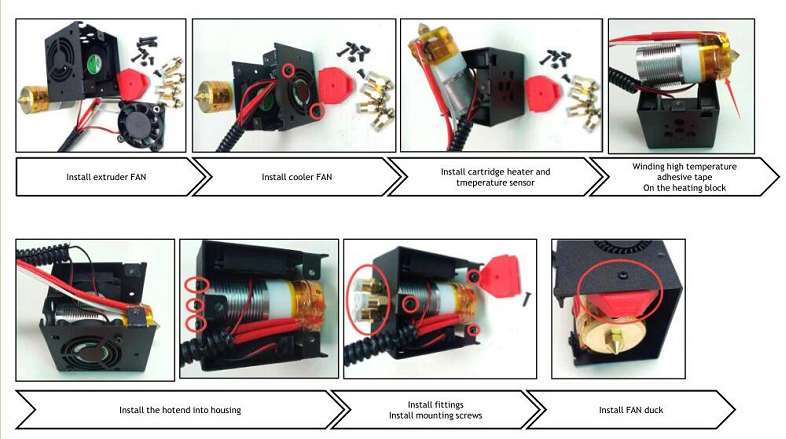 Install extruder FAN
Install cooler FAN
Install cartridge heater and
tmeperature sensor
Winding high temperature
adhesive tape
On the heating block
Install the hotend into housing
Install fittings
Install mounting screws
Install FAN duck